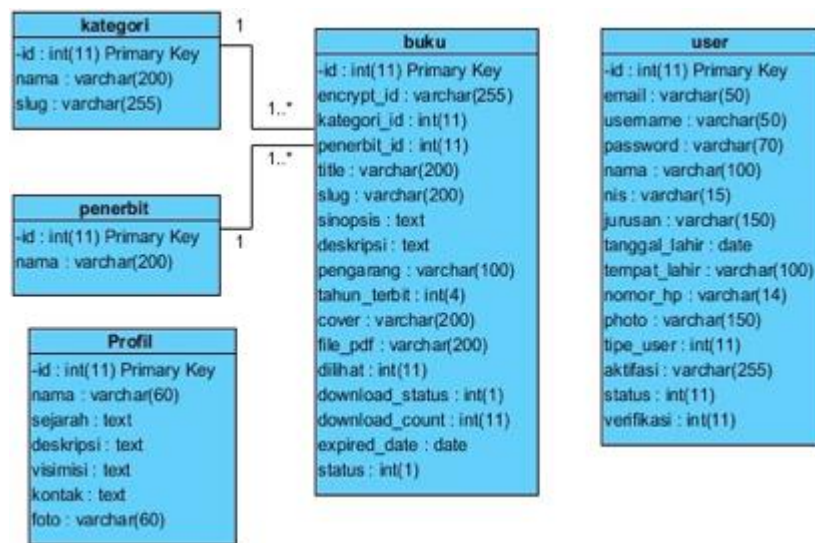 kategori
-id : int(11) Primary Key
nama : varchar(200)
slug : varchar(255)
1
1..*
penerbit
-id : int(11) Primary Key
nama : varchar(200)
1
1..*
Profil
-id : int(11) Primary Key
nama : varchar(60)
sejarah : text
deskripsi : text
visimisi : text
kontak : text
foto : varchar(60)
buku
-id : int(11) Primary Key
encrypt_id : varchar(255)
kategori_id : int(11)
penerbit_id : int(11)
title : varchar(200)
slug : varchar(200)
sinopsis : text
deskripsi : text
pengarang : varchar(100)
tahun_terbit : int(4)
cover : varchar(200)
file_pdf : varchar(200)
dilihat : int(11)
download_status : int(1)
download_count : int(11)
expired_date : date
status : int(1)
user
-id : int(11) Primary Key
email : varchar(50)
username : varchar(50)
password : varchar(70)
nama : varchar(100)
nis : varchar(15)
jurusan : varchar(150)
tanggal_lahir : date
tempat_lahir : varchar(100)
nomor_hp : varchar(14)
photo : varchar(150)
tipe_user : int(11)
aktifasi : varchar(255)
status : int(11)
verifikasi : int(11)